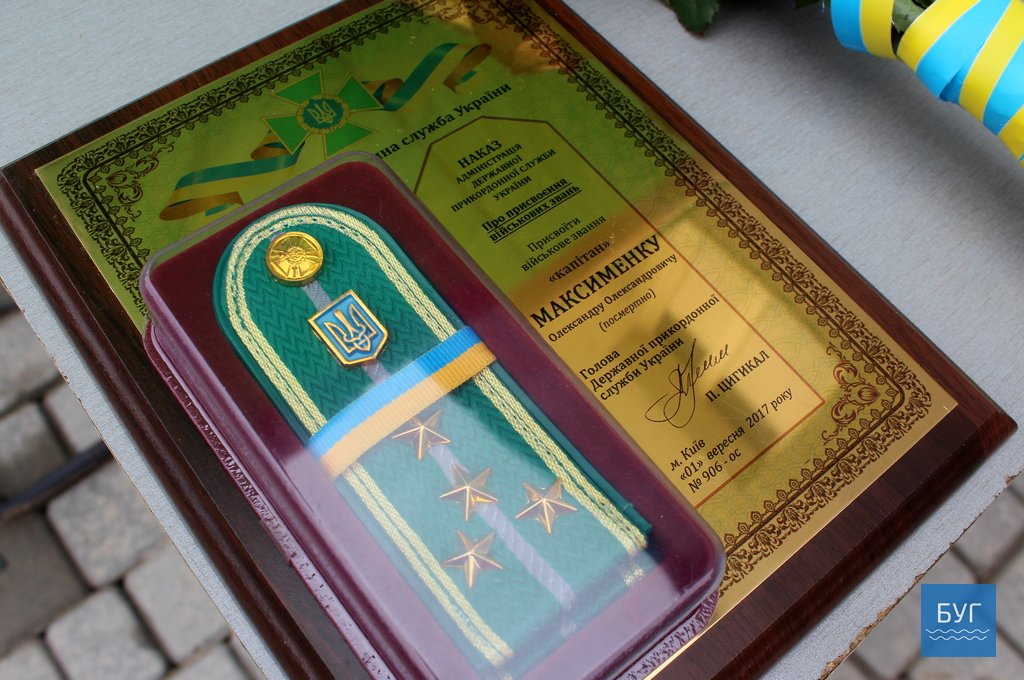 на служба України
НАКАЗ
АДМІНІСТРАЦІЯ
ДЕРЖАВНОЇ
ПРИКОРДОННОЇ СЛУЖБИ
УКРАЇНИ
Про присвоєння
військових звань
Присвоїти
військове звання
«капітан»
МАКСИМЕНКУ
Олександру Олександровичу
(посмертно)
Голова
Державної прикордонної
служби України
П. ЦИГИКАЛ
м. Київ
«01» вересня 2017 року
№ 906 - ос
БУГ